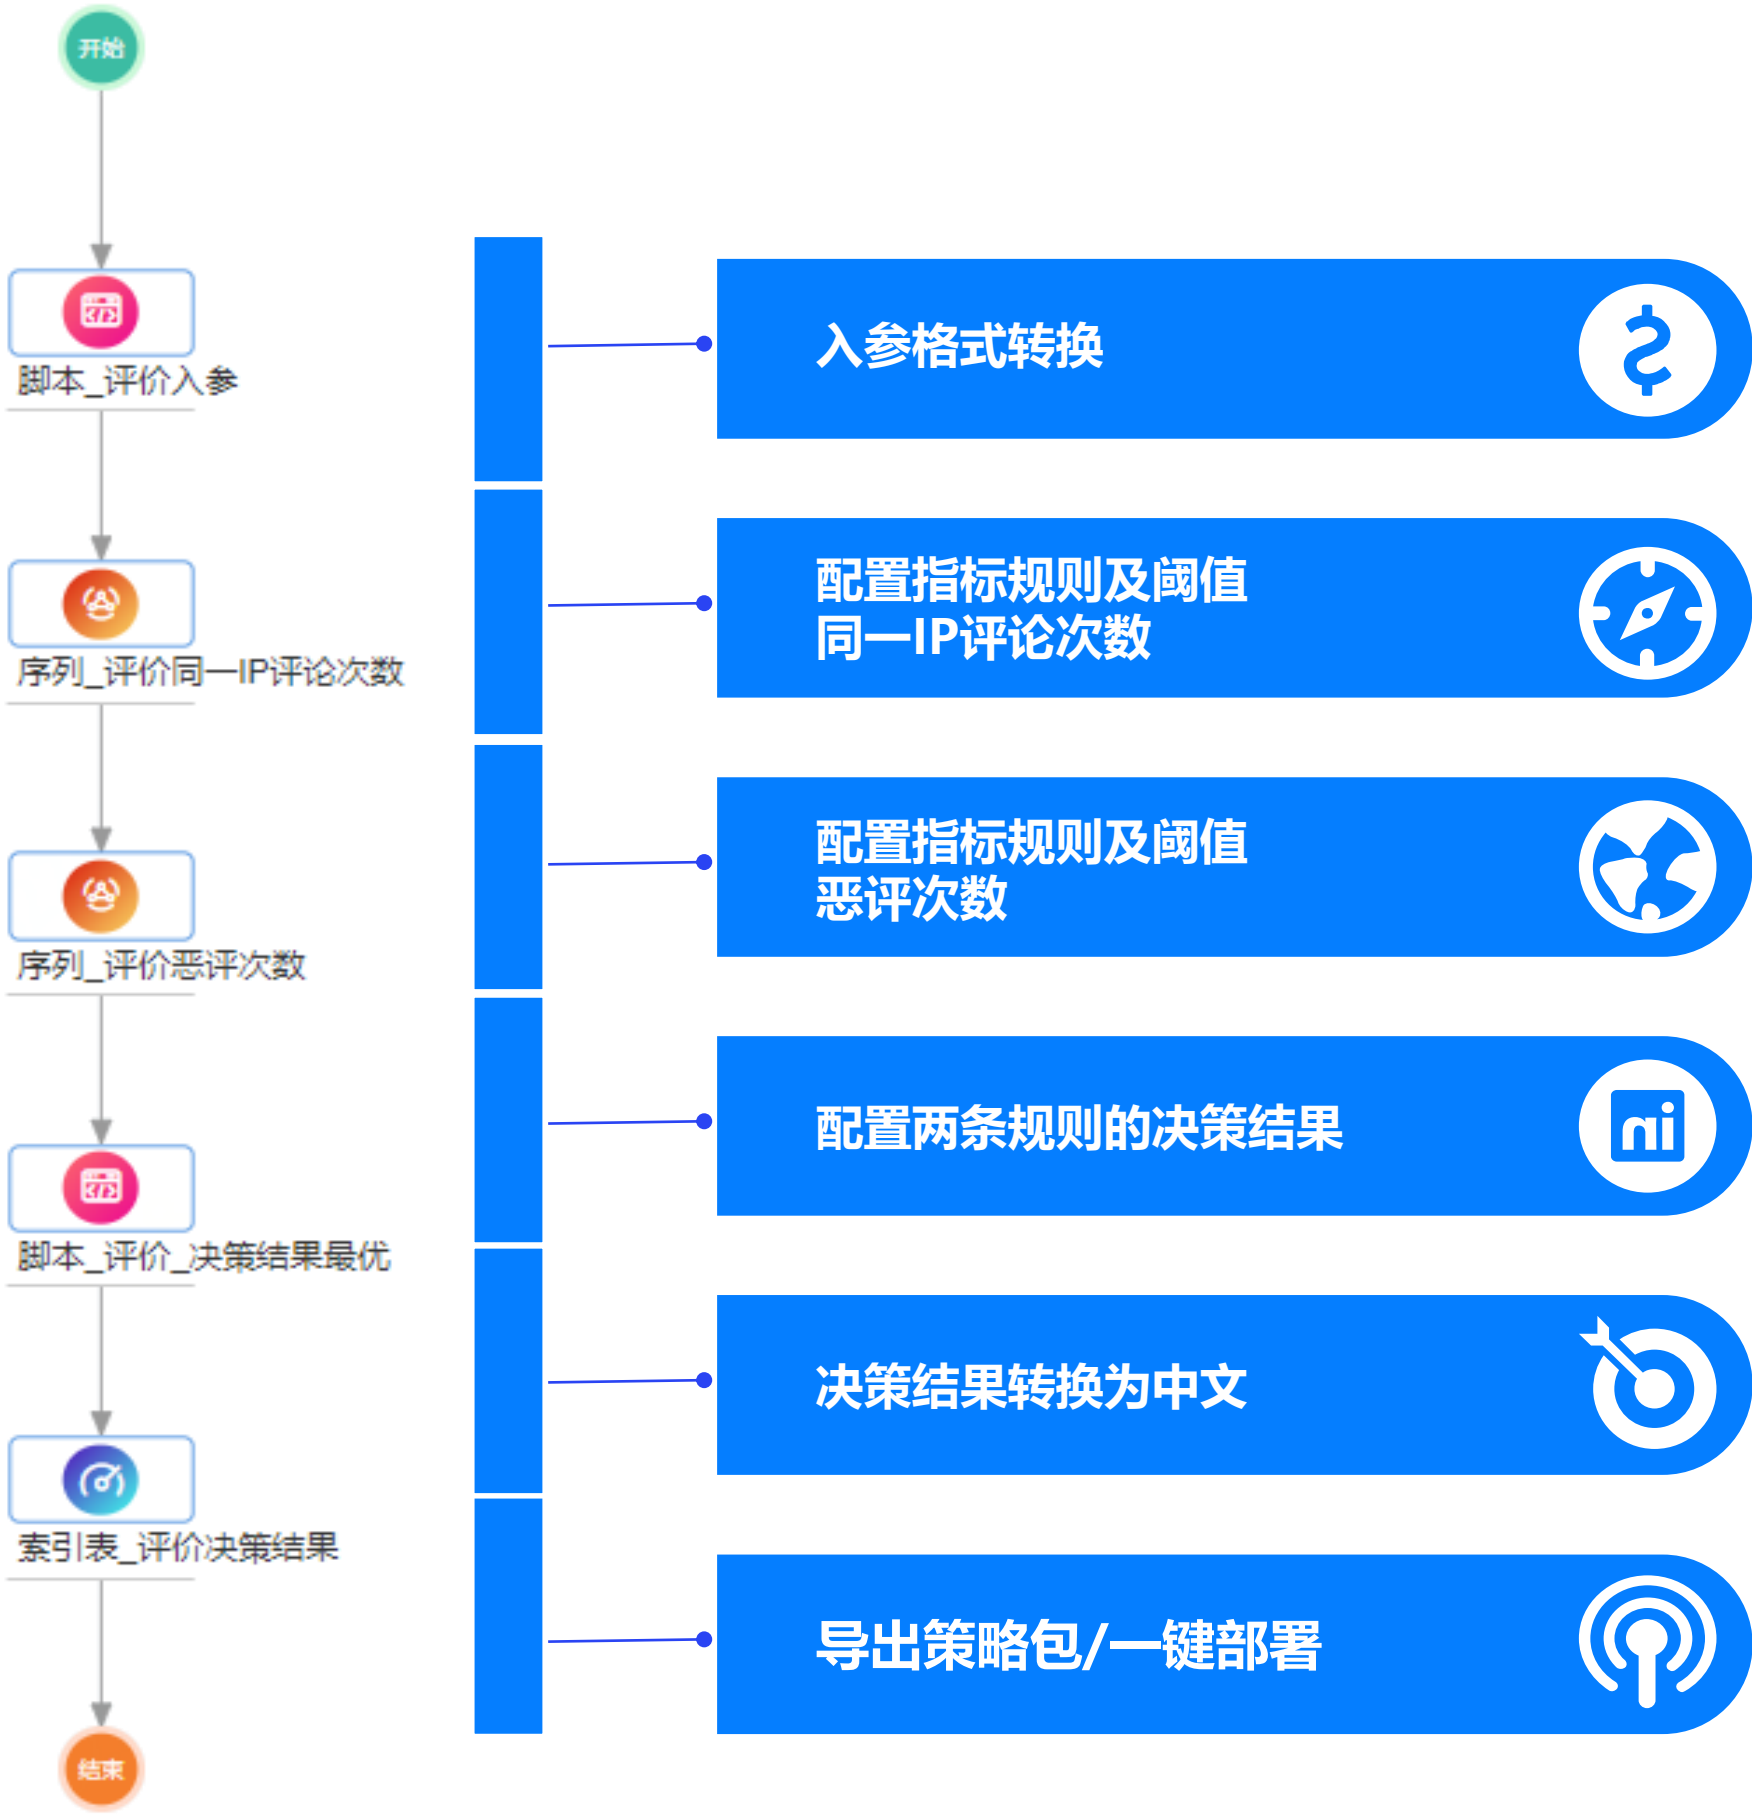 开始
脚本_评价入参
序列_评价同一IP评论次数
序列_评价恶评次数
脚本_评价_决策结果最优
索引表_评价决策结果
结束
入参格式转换
配置指标规则及阈值
同一IP评论次数
配置指标规则及阈值
恶评次数
配置两条规则的决策结果
决策结果转换为中文
导出策略包/一键部署